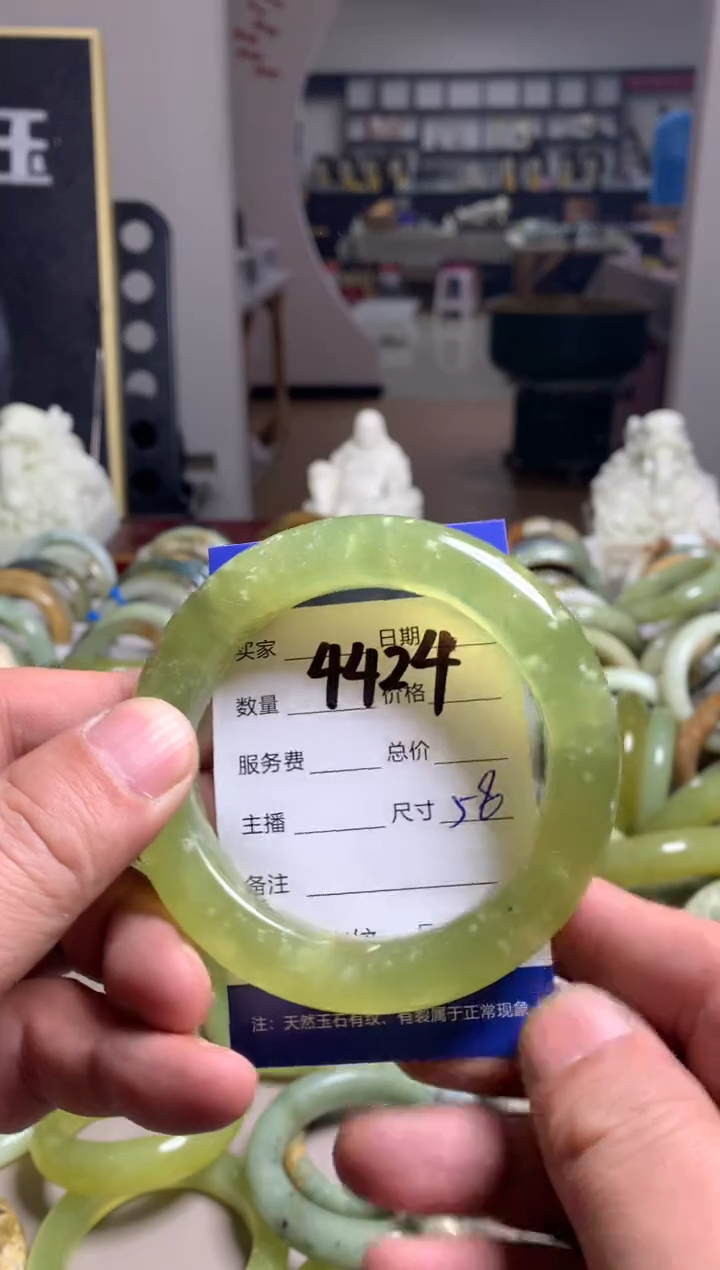 玉
买家 日期
4424
数量 价格
服务费 总价
主播 尺寸 58
备注
注：天然玉石有纹、有裂属于正常现象